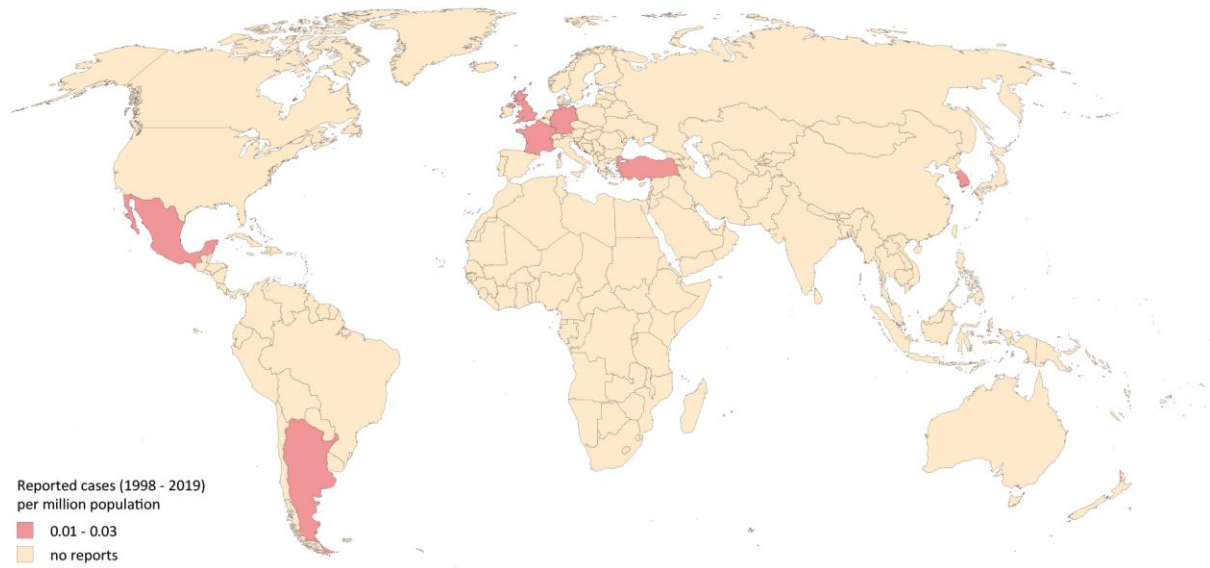 Reported cases (1998 - 2019)
per million population
0.01 - 0.03
no reports